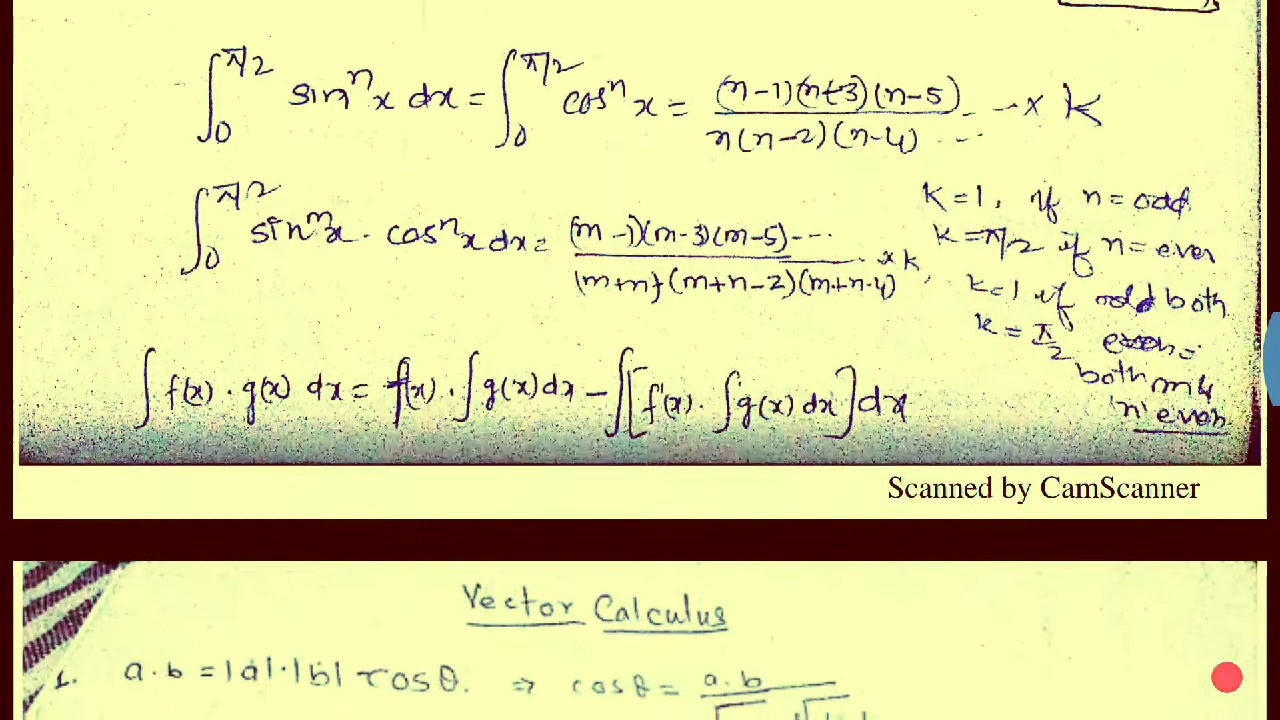 ∫₀^(π/2) sinⁿx dx = ∫₀^(π/2) cosⁿx = (n-1)(n-3)(n-5) ... / n(n-2)(n-4) ... × K
K=1, if n = odd
∫₀^(π/2) sinᵐx . cosⁿx dx = (m-1)(m-3)(m-5)... / (m+n)(m+n-2)(m+n-4) × k,
K = π/2 if n = even
k=1 if odd both
k = π/2 even =
both m &
'n' even
∫ f(x) . g(x) dx = f(x) . ∫g(x) dx - ∫[f'(x) . ∫g(x) dx] dx
Scanned by CamScanner
Vector Calculus
1. a.b = |a|.|b| cosθ. ⇒ cosθ = a.b